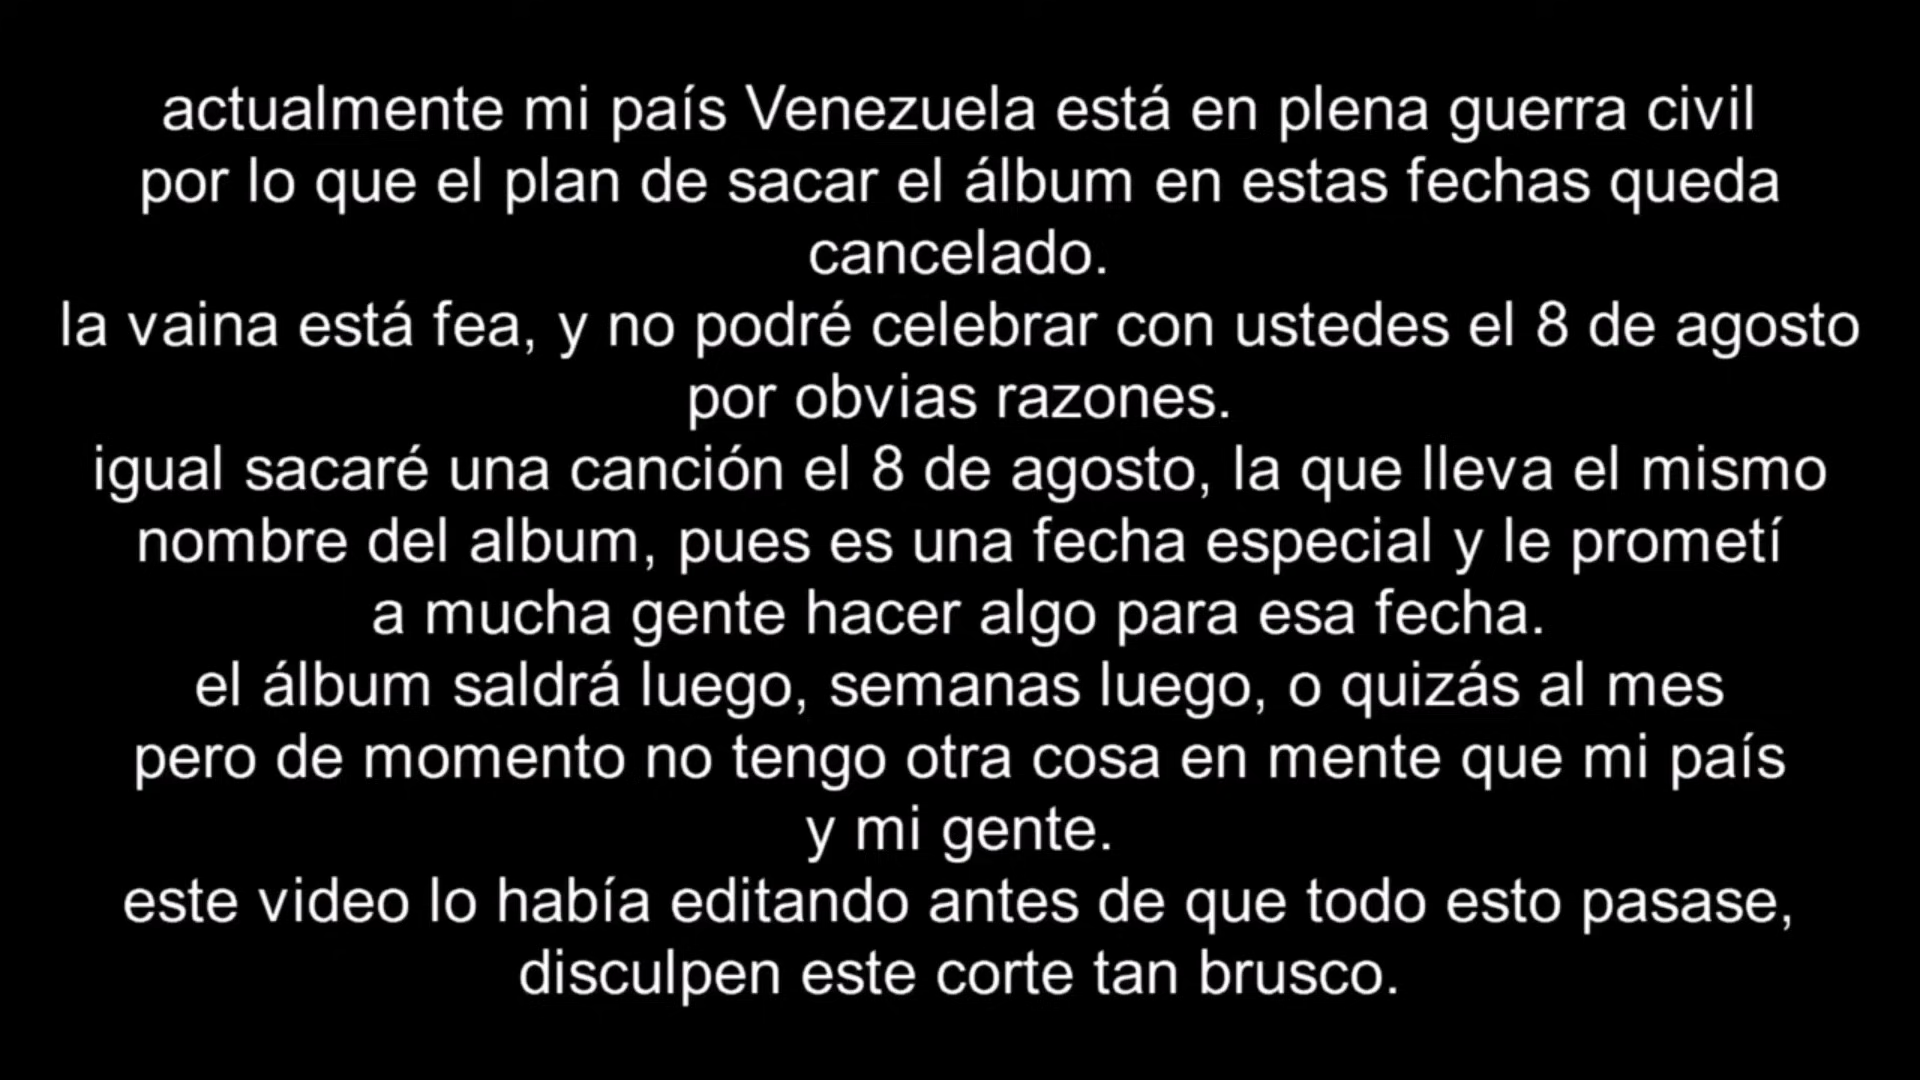 actualmente mi país Venezuela está en plena guerra civil
por lo que el plan de sacar el álbum en estas fechas queda
cancelado.
la vaina está fea, y no podré celebrar con ustedes el 8 de agosto
por obvias razones.
igual sacaré una canción el 8 de agosto, la que lleva el mismo
nombre del album, pues es una fecha especial y le prometí
a mucha gente hacer algo para esa fecha.
el álbum saldrá luego, semanas luego, o quizás al mes
pero de momento no tengo otra cosa en mente que mi país
y mi gente.
este video lo había editando antes de que todo esto pasase,
disculpen este corte tan brusco.